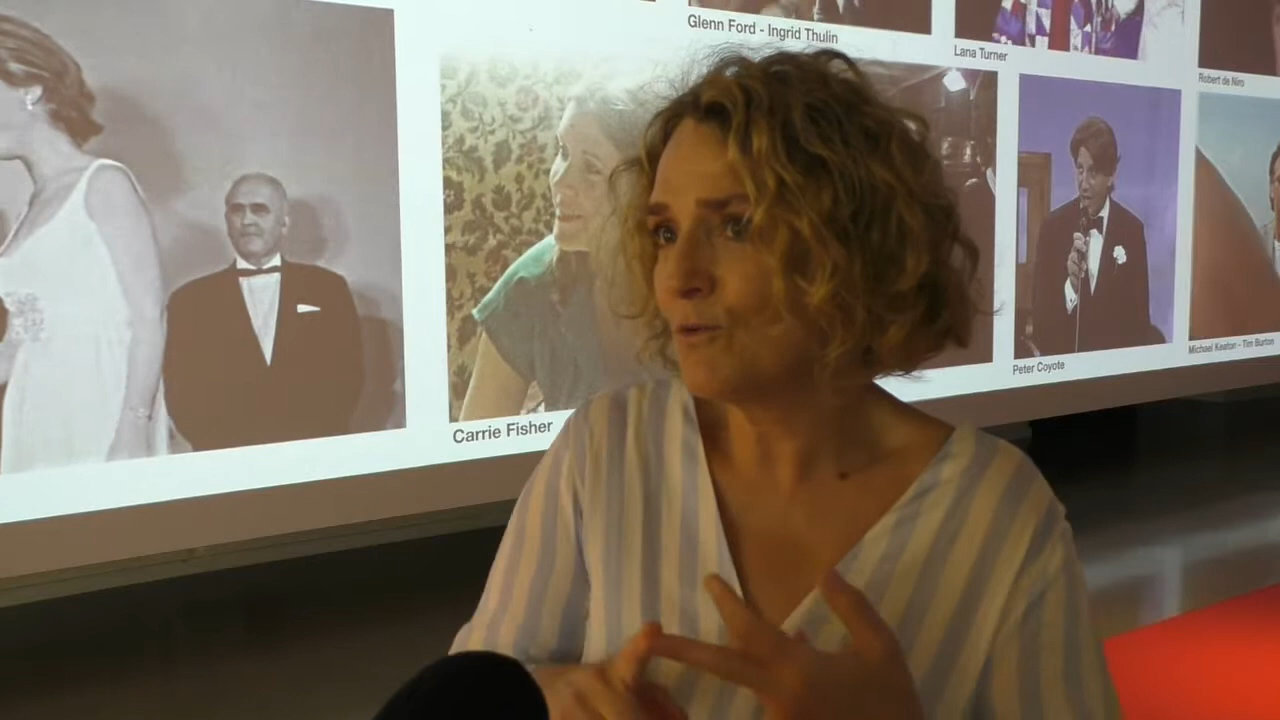 Glenn Ford - Ingrid Thulin
Lana Turner
Robert de Niro
Carrie Fisher
Peter Coyote
Michael Keaton - Tim Burton